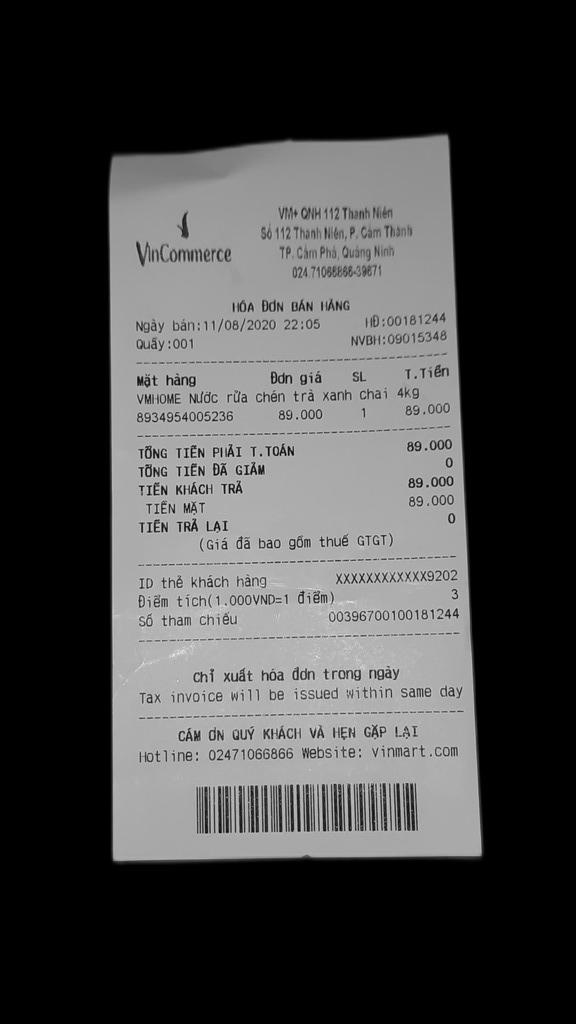 VinCommerce
VM+ QNH 112 Thanh Niên
Số 112 Thanh Niên, P. Cẩm Thành
TP. Cẩm Phả, Quảng Ninh
024.71066866-39671
HÓA ĐƠN BÁN HÀNG
Ngày bán:11/08/2020 22:05 HĐ:00181244
Quầy:001 NVBH:09015348
Mặt hàng Đơn giá SL T.Tiền
VMHOME Nước rửa chén trà xanh chai 4kg
8934954005236 89.000 1 89.000
TỔNG TIỀN PHẢI T.TOÁN 89.000
TỔNG TIỀN ĐÃ GIẢM 0
TIỀN KHÁCH TRẢ 89.000
TIỀN MẶT 89.000
TIỀN TRẢ LẠI 0
(Giá đã bao gồm thuế GTGT)
ID thẻ khách hàng XXXXXXXXXXXX9202
Điểm tích(1.000VND=1 điểm) 3
Số tham chiếu 00396700100181244
Chỉ xuất hóa đơn trong ngày
Tax invoice will be issued within same day
CẢM ƠN QUÝ KHÁCH VÀ HẸN GẶP LẠI
Hotline: 02471066866 Website: vinmart.com